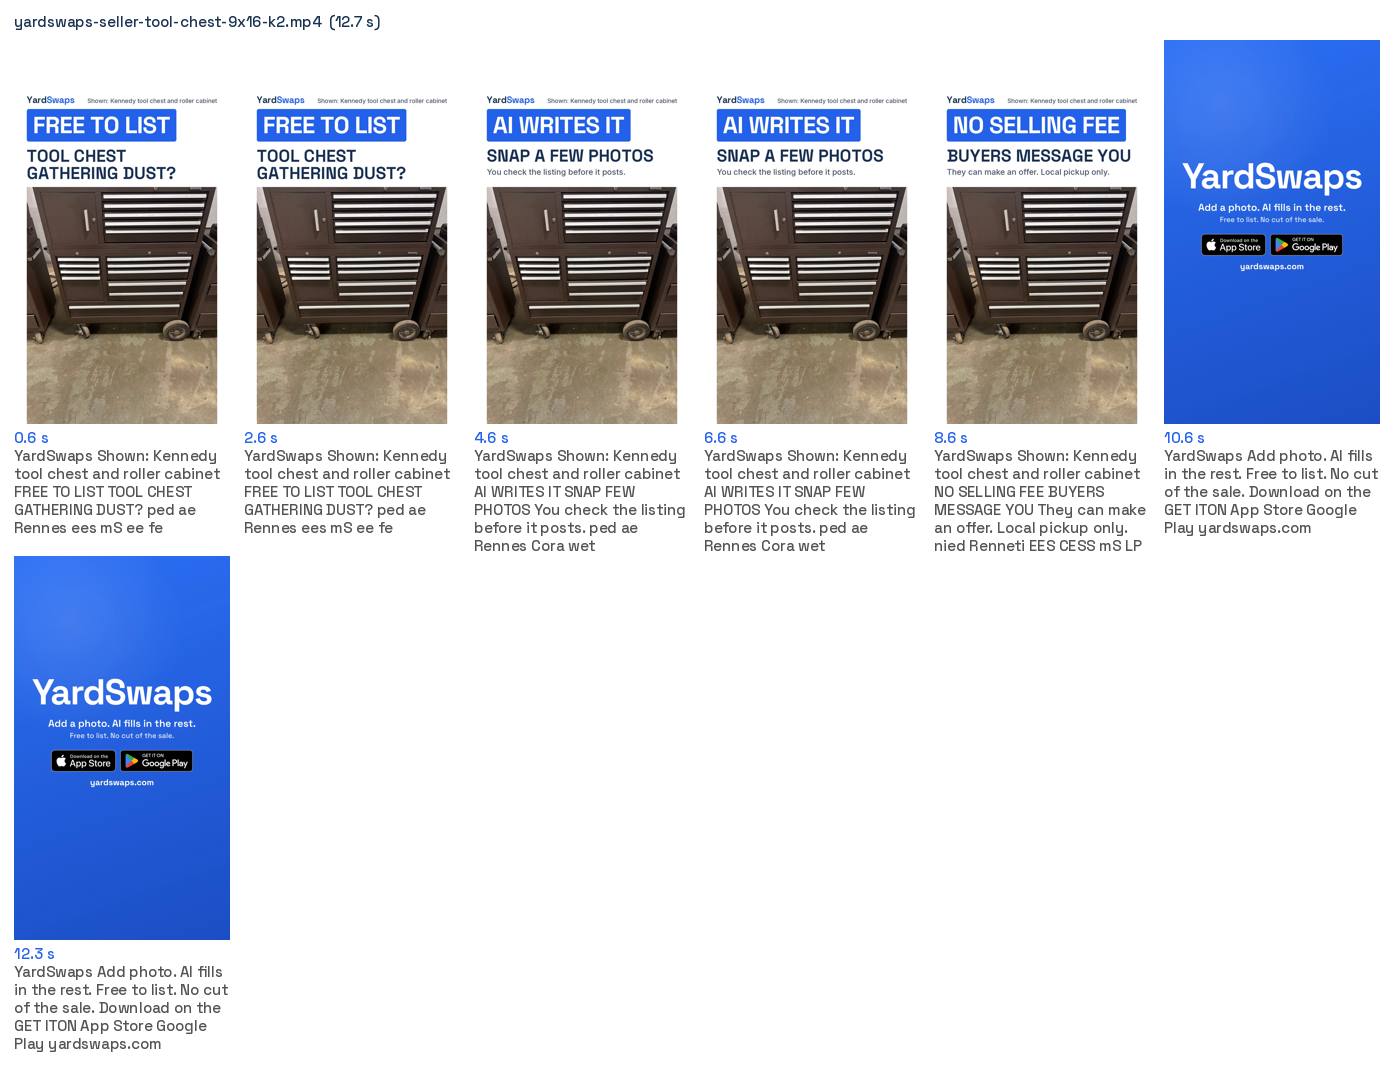 yardswaps-seller-tool-chest-9x16-k2.mp4 (12.7 s)
YardSwaps Shown: Kennedy tool chest and roller cabinet
FREE TO LIST
TOOL CHEST
GATHERING DUST?
0.6 s
YardSwaps Shown: Kennedy
tool chest and roller cabinet
FREE TO LIST TOOL CHEST
GATHERING DUST? ped ae
Rennes ees mS ee fe
YardSwaps Shown: Kennedy tool chest and roller cabinet
FREE TO LIST
TOOL CHEST
GATHERING DUST?
2.6 s
YardSwaps Shown: Kennedy
tool chest and roller cabinet
FREE TO LIST TOOL CHEST
GATHERING DUST? ped ae
Rennes ees mS ee fe
YardSwaps Shown: Kennedy tool chest and roller cabinet
AI WRITES IT
SNAP A FEW PHOTOS
You check the listing before it posts.
4.6 s
YardSwaps Shown: Kennedy
tool chest and roller cabinet
AI WRITES IT SNAP FEW
PHOTOS You check the listing
before it posts. ped ae
Rennes Cora wet
YardSwaps Shown: Kennedy tool chest and roller cabinet
AI WRITES IT
SNAP A FEW PHOTOS
You check the listing before it posts.
6.6 s
YardSwaps Shown: Kennedy
tool chest and roller cabinet
AI WRITES IT SNAP FEW
PHOTOS You check the listing
before it posts. ped ae
Rennes Cora wet
YardSwaps Shown: Kennedy tool chest and roller cabinet
NO SELLING FEE
BUYERS MESSAGE YOU
They can make an offer. Local pickup only.
8.6 s
YardSwaps Shown: Kennedy
tool chest and roller cabinet
NO SELLING FEE BUYERS
MESSAGE YOU They can make
an offer. Local pickup only.
nied Renneti EES CESS mS LP
YardSwaps
Add a photo. AI fills in the rest.
Free to list. No cut of the sale.
Download on the
App Store
GET IT ON
Google Play
yardswaps.com
10.6 s
YardSwaps Add photo. AI fills
in the rest. Free to list. No cut
of the sale. Download on the
GET ITON App Store Google
Play yardswaps.com
YardSwaps
Add a photo. AI fills in the rest.
Free to list. No cut of the sale.
Download on the
App Store
GET IT ON
Google Play
yardswaps.com
12.3 s
YardSwaps Add photo. AI fills
in the rest. Free to list. No cut
of the sale. Download on the
GET ITON App Store Google
Play yardswaps.com